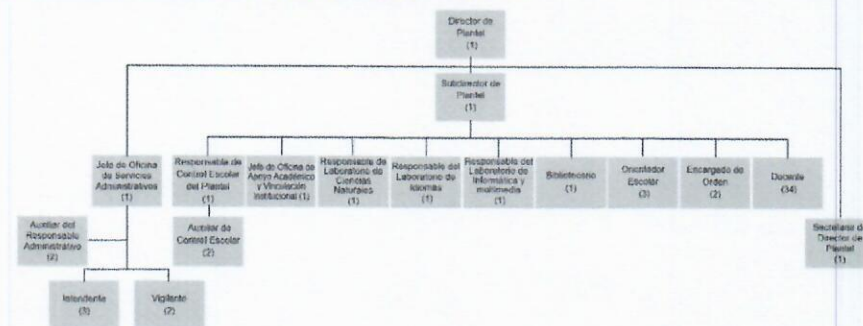 Director de
Plantel
(1)
Subdirector de
Plantel
(1)
Jefe de Oficina
de Servicios
Administrativos
(1)
Responsable de
Control Escolar
del Plantel
(1)
Jefe de Oficina de
Apoyo Académico
y Vinculación
Institucional (1)
Responsable de
Laboratorio de
Ciencias
Naturales
(1)
Responsable del
Laboratorio de
Idiomas
(1)
Responsable del
Laboratorio de
Informática y
multimedia
(1)
Bibliotecario
(1)
Orientador
Escolar
(3)
Encargado de
Orden
(2)
Docente
(34)
Auxiliar del
Responsable
Administrativo
(2)
Auxiliar de
Control Escolar
(2)
Secretaria de
Director de
Plantel
(1)
Intendente
(3)
Vigilante
(2)